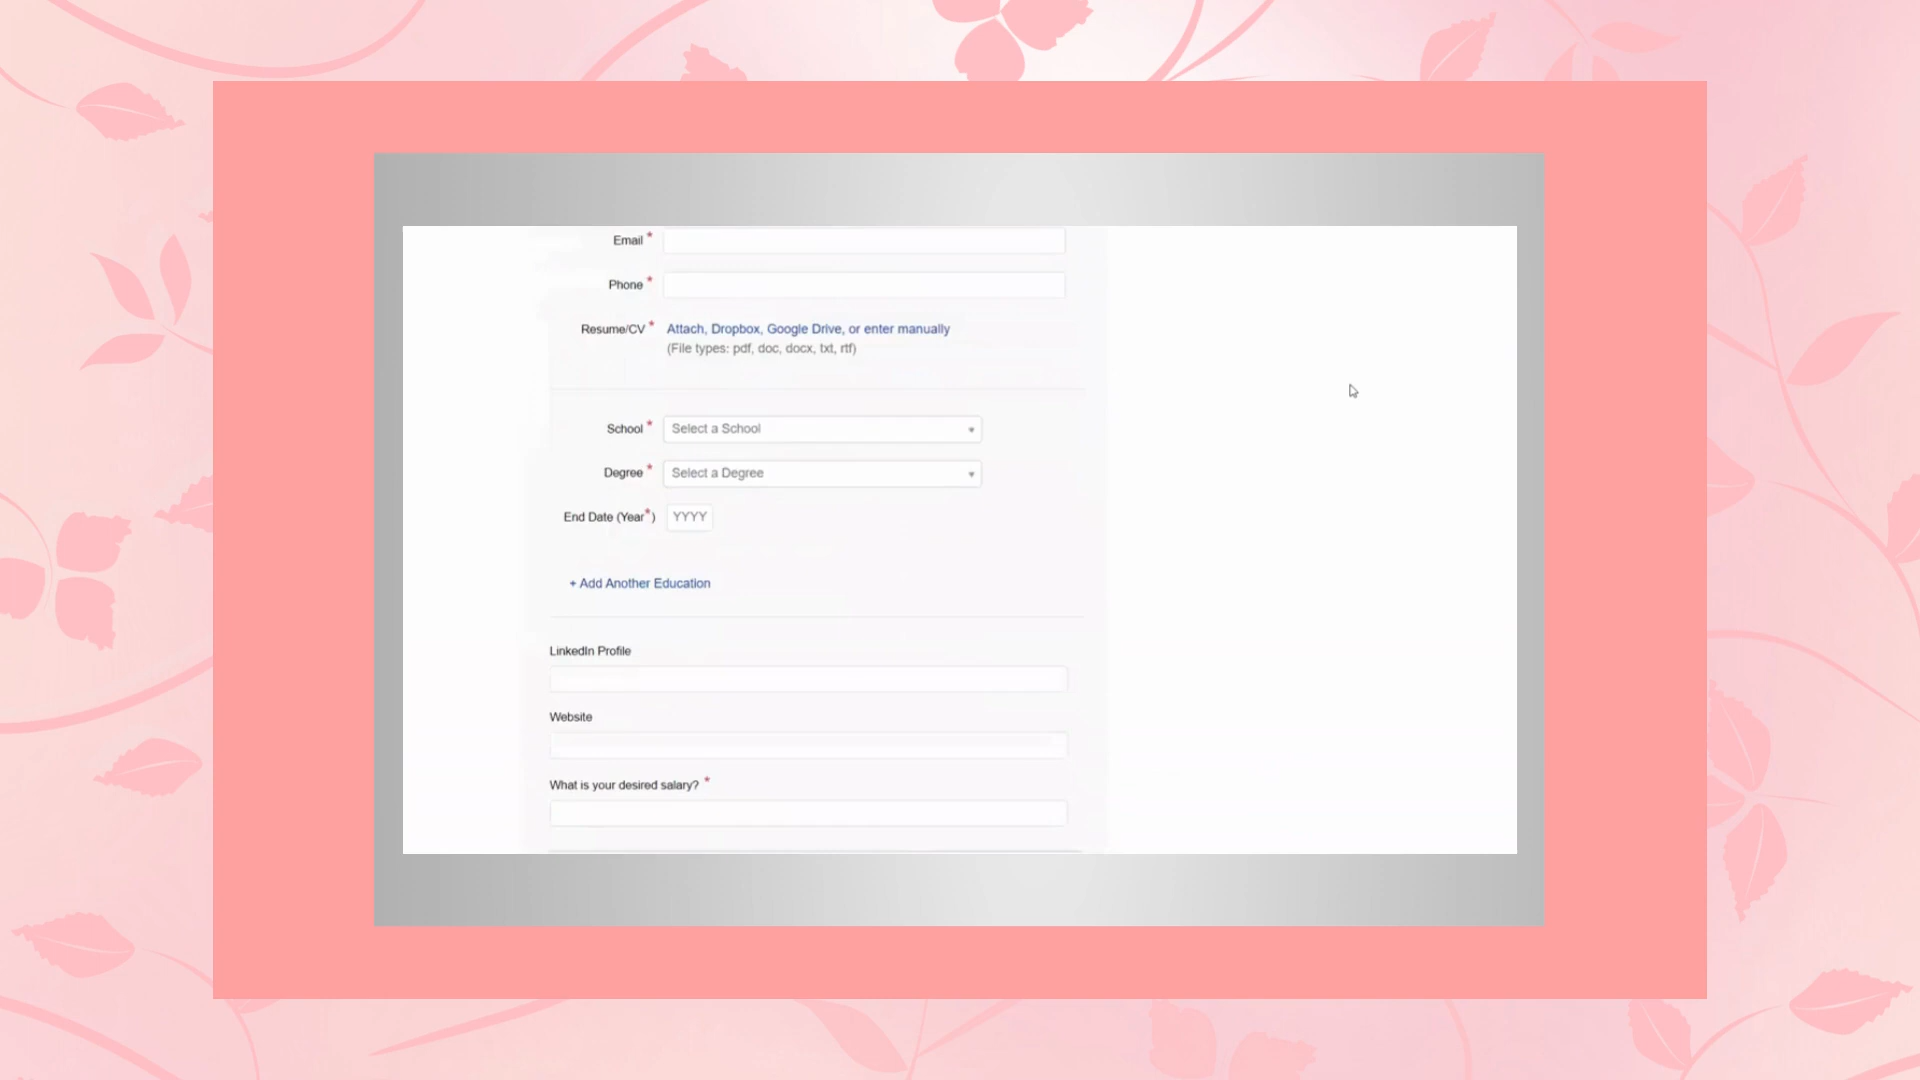 Email *
Phone *
Resume/CV * Attach, Dropbox, Google Drive, or enter manually
(File types: pdf, doc, docx, txt, rtf)
School * Select a School
Degree * Select a Degree
End Date (Year*) YYYY
+ Add Another Education
LinkedIn Profile
Website
What is your desired salary? *